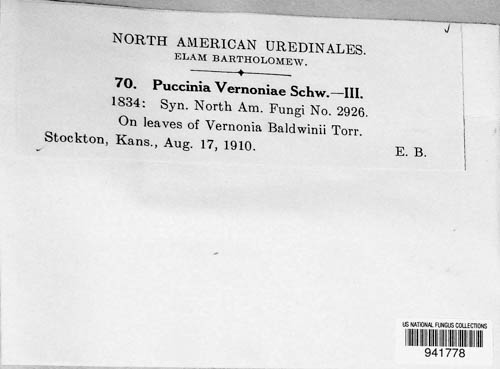 NORTH AMERICAN UREDINALES.
ELAM BARTHOLOMEW.
70. Puccinia Vernoniae Schw.—III.
1834: Syn. North Am. Fungi No. 2926.
On leaves of Vernonia Baldwinii Torr.
Stockton, Kans., Aug. 17, 1910. E. B.
US NATIONAL FUNGUS COLLECTIONS
941778